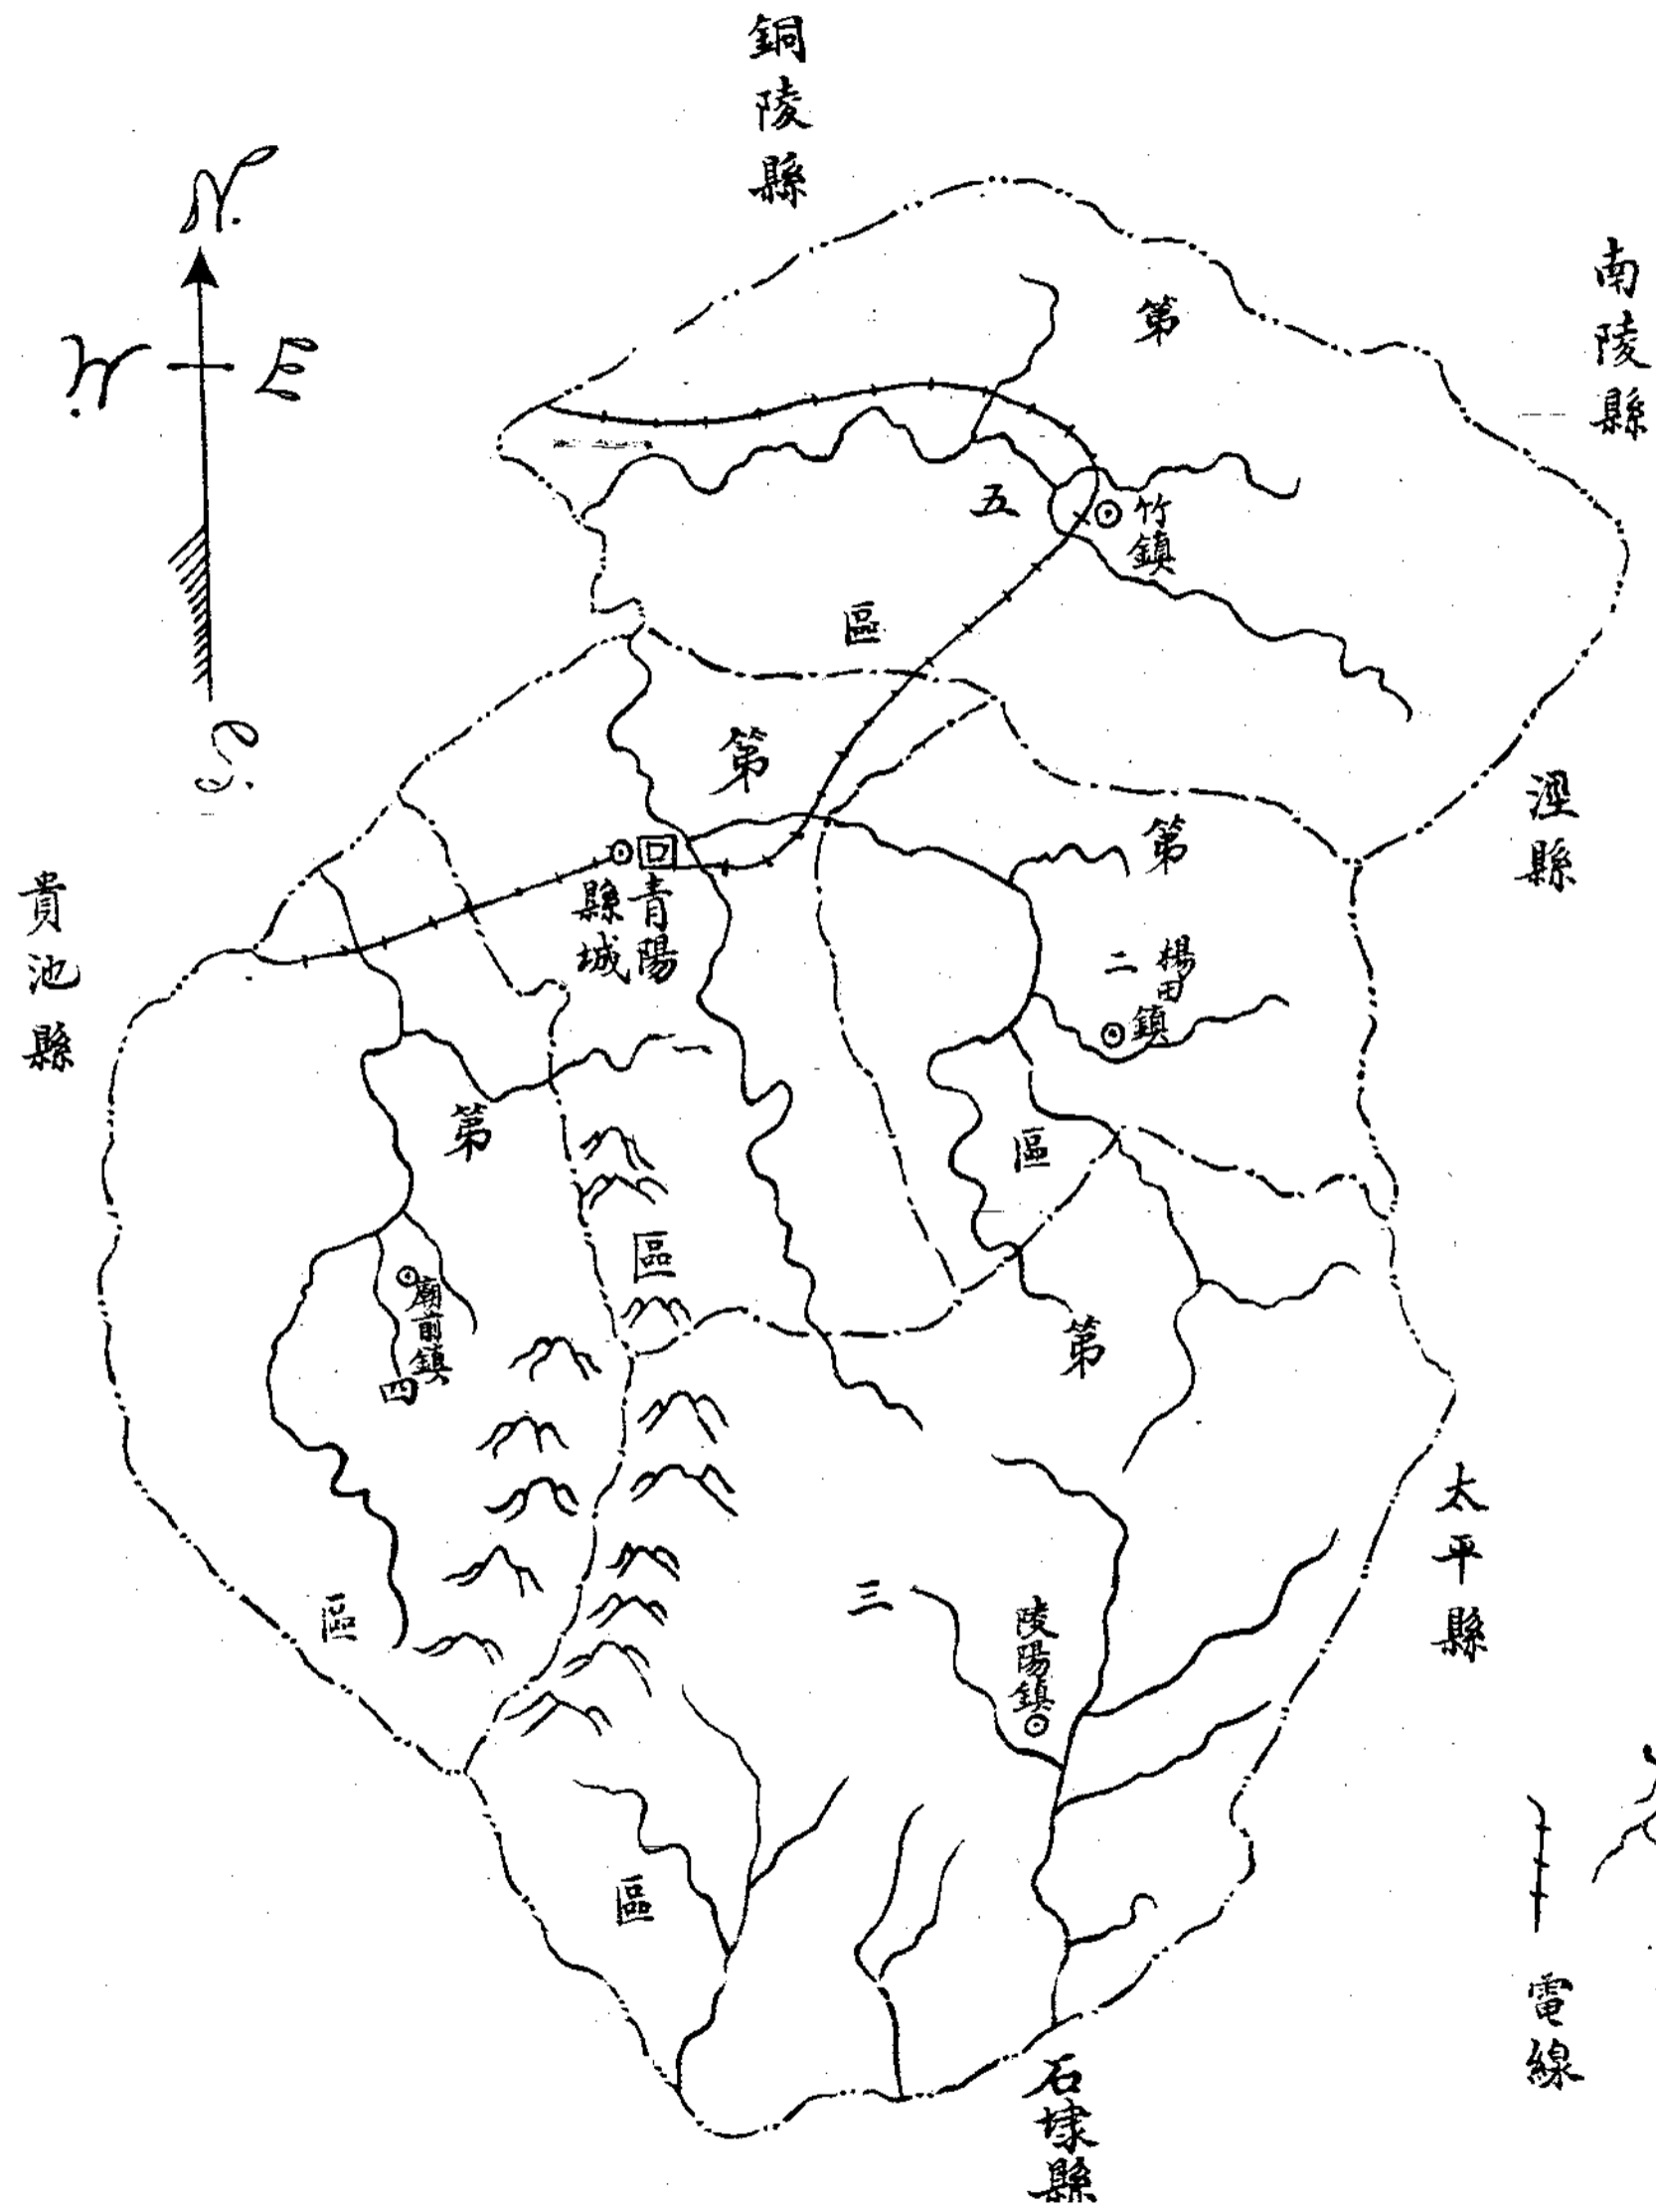 銅陵縣
南陵縣
涇縣
太平縣
石埭縣
貴池縣
N.
W.
E
S.
第五區
竹鎮
第區
青陽
縣城
第二區
楊田鎮
第三區
陵陽鎮
第四區
廟前鎮
電線